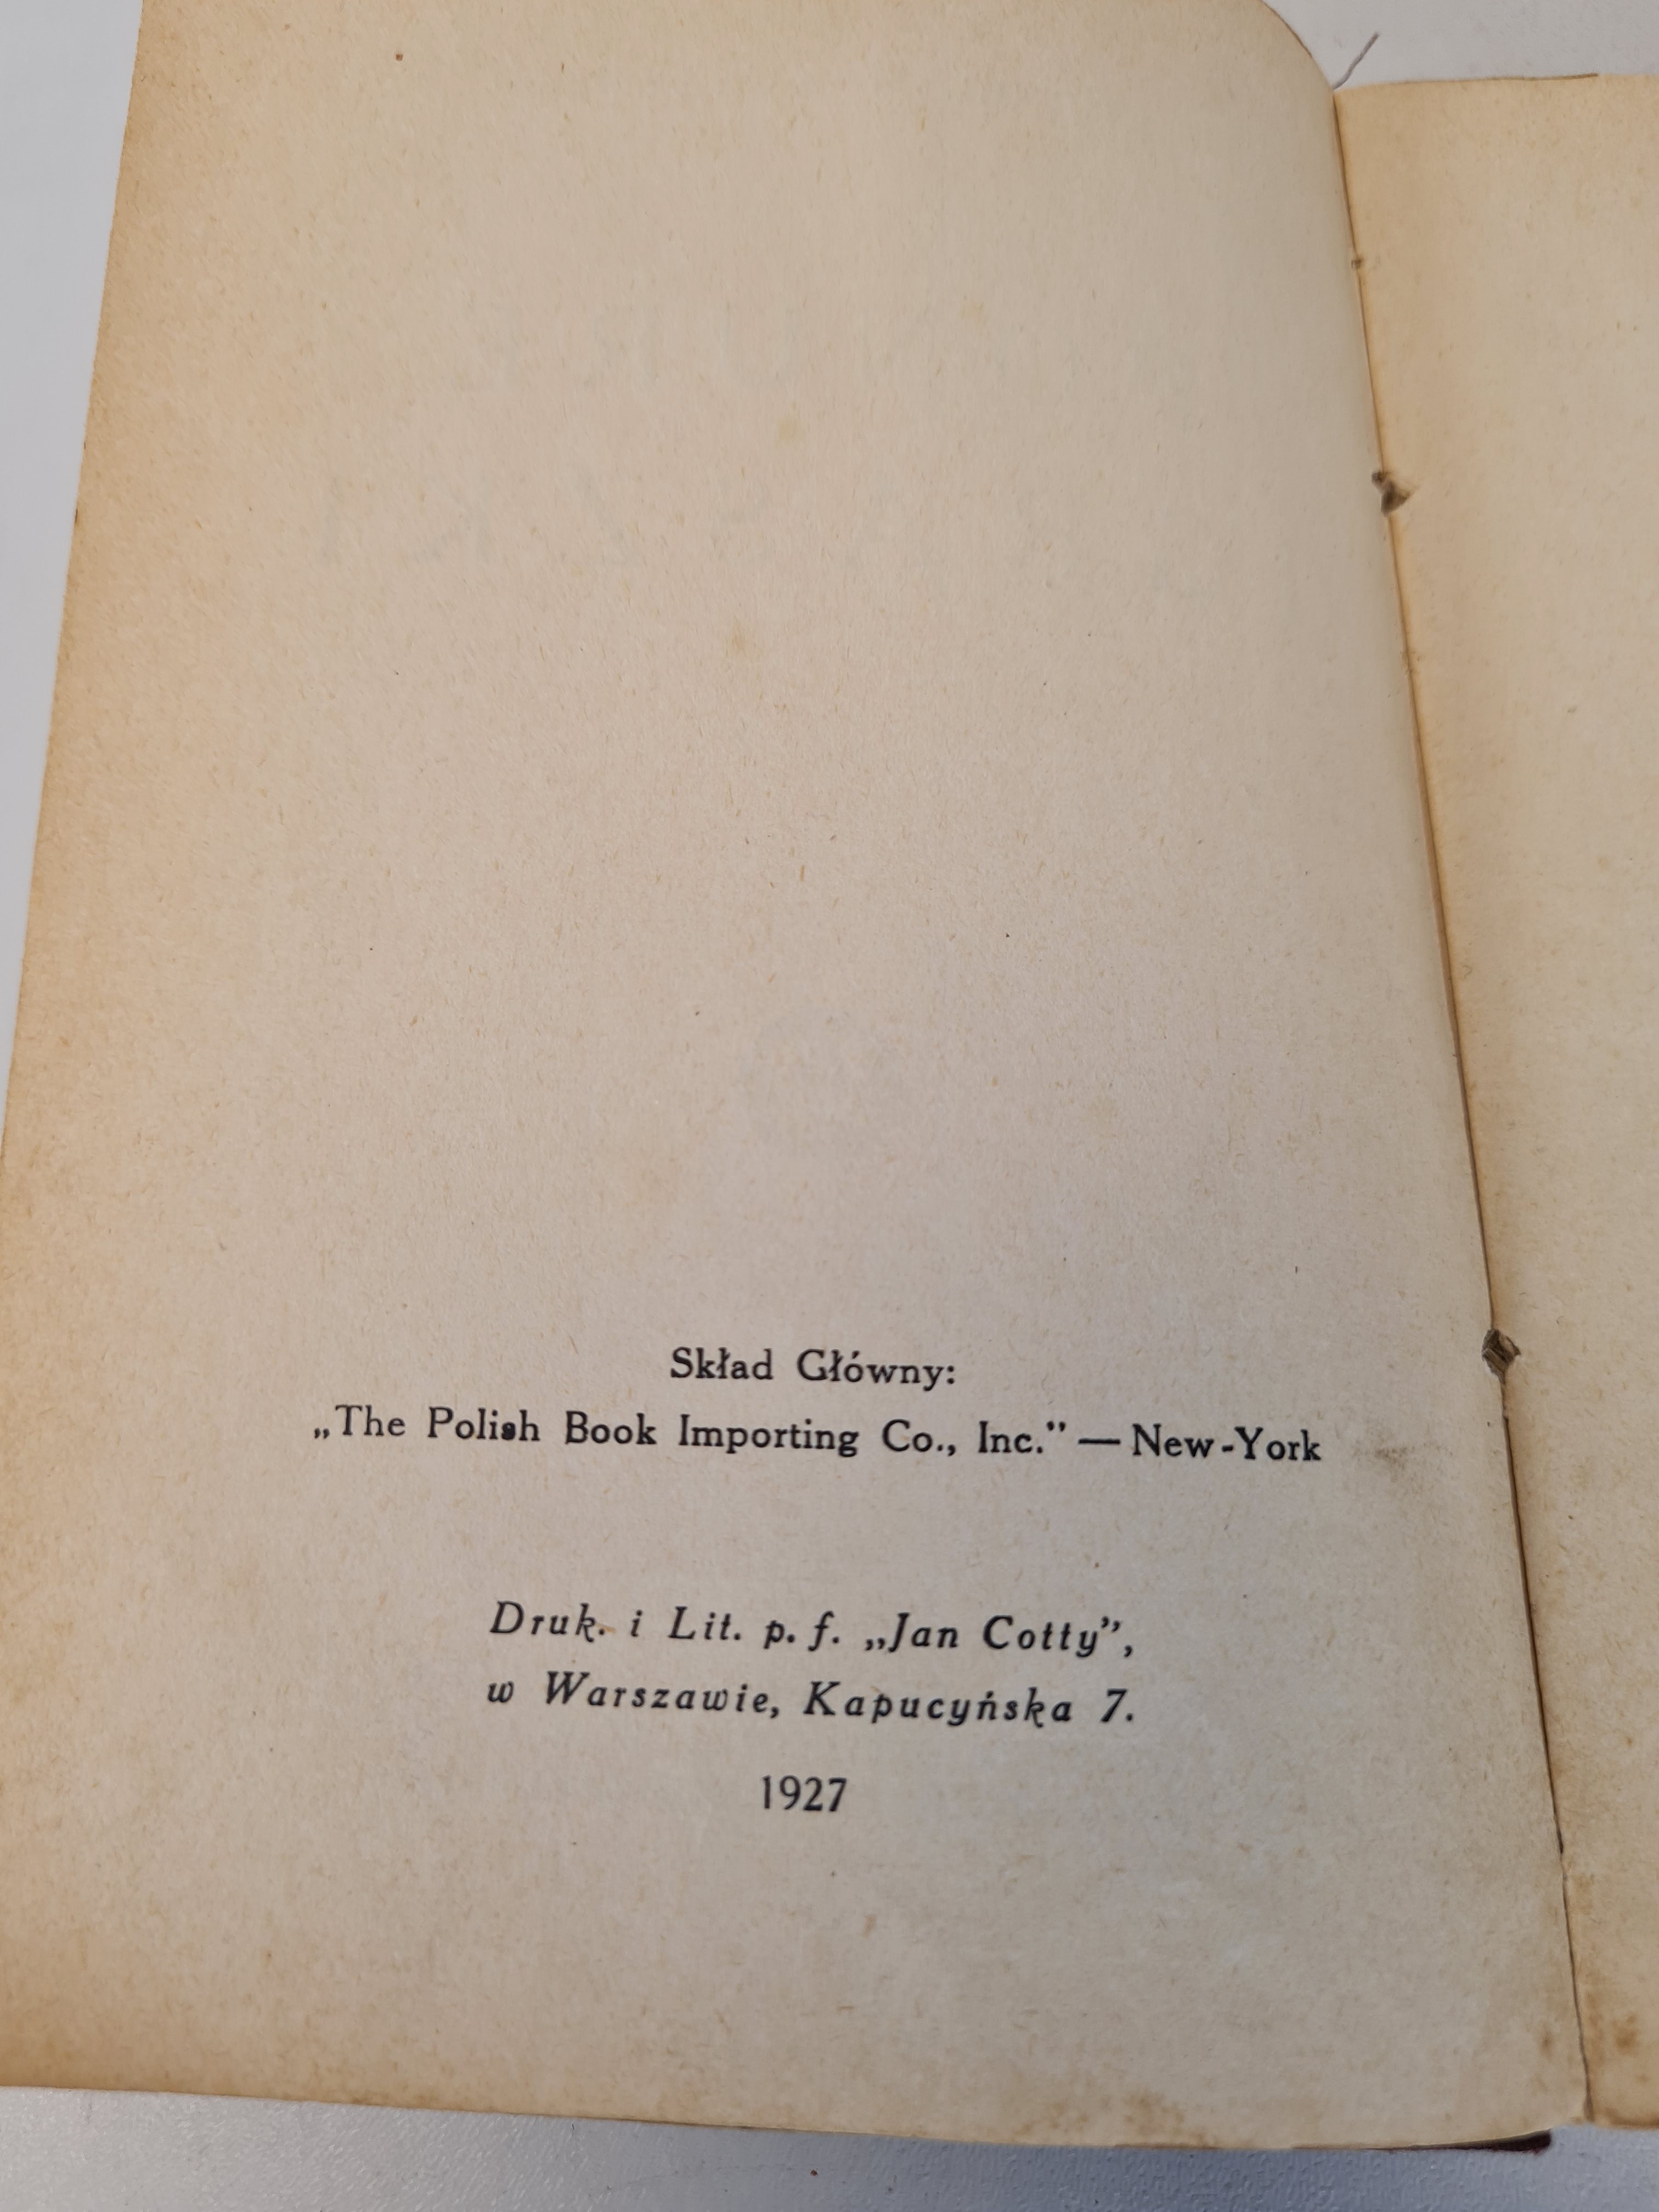 Skład Główny:
„The Polish Book Importing Co., Inc.” — New-York
Druk. i Lit. p. f. „Jan Cotty”,
w Warszawie, Kapucyńska 7.
1927